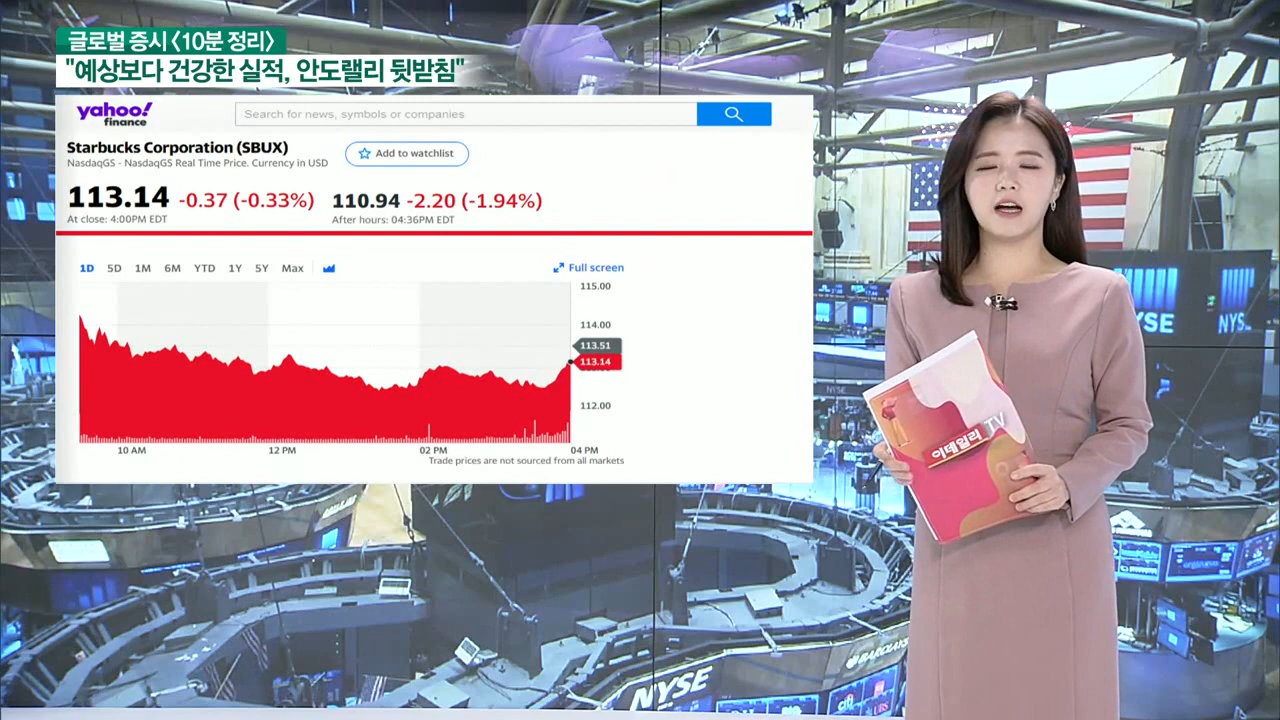 글로벌 증시 <10분 정리>
"예상보다 건강한 실적, 안도랠리 뒷받침"
yahoo!
finance
Search for news, symbols or companies
Starbucks Corporation (SBUX)
NasdaqGS - NasdaqGS Real Time Price. Currency in USD
Add to watchlist
113.14 -0.37 (-0.33%)
At close: 4:00PM EDT
110.94 -2.20 (-1.94%)
After hours: 04:36PM EDT
1D 5D 1M 6M YTD 1Y 5Y Max
Full screen
115.00
114.00
113.51
113.14
112.00
10 AM 12 PM 02 PM 04 PM
Trade prices are not sourced from all markets
이데일리 TV
YSE
NYS
NYSE
BARCLAYS
citi
UBS